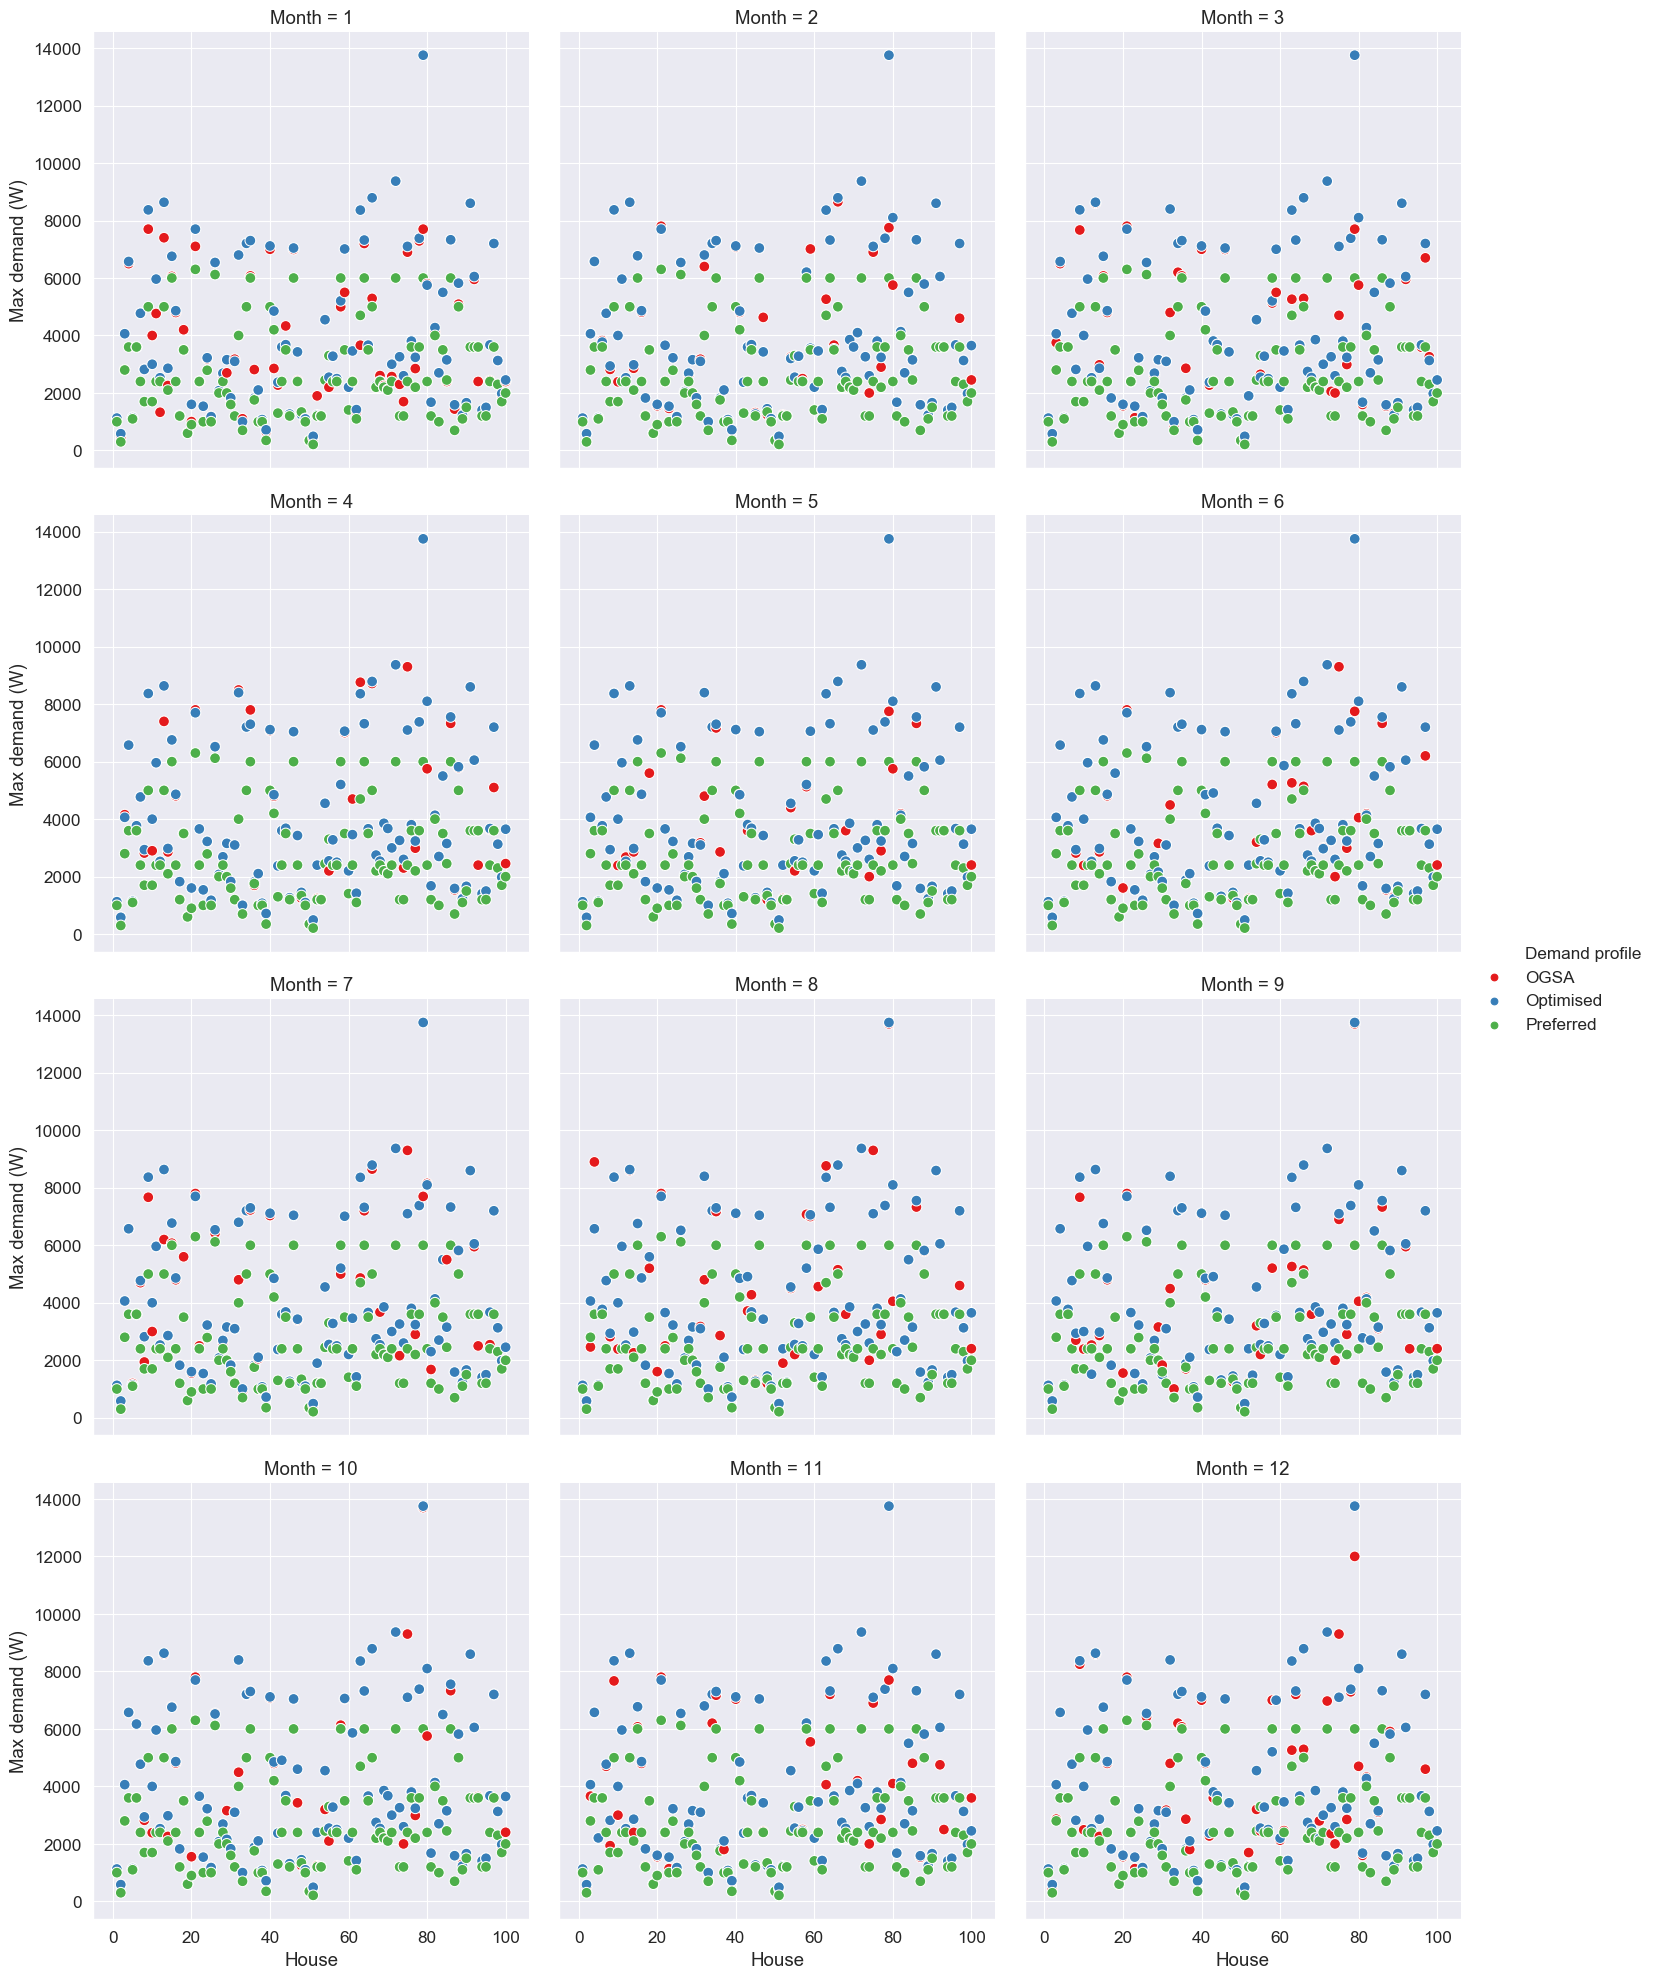 Month = 1
Month = 2
Month = 3
14000
12000
10000
8000
6000
4000
2000
0
Max demand (W)
Month = 4
Month = 5
Month = 6
14000
12000
10000
8000
6000
4000
2000
0
Max demand (W)
Demand profile
OGSA
Optimised
Preferred
Month = 7
Month = 8
Month = 9
14000
12000
10000
8000
6000
4000
2000
0
Max demand (W)
Month = 10
Month = 11
Month = 12
14000
12000
10000
8000
6000
4000
2000
0
Max demand (W)
0 20 40 60 80 100
House
0 20 40 60 80 100
House
0 20 40 60 80 100
House